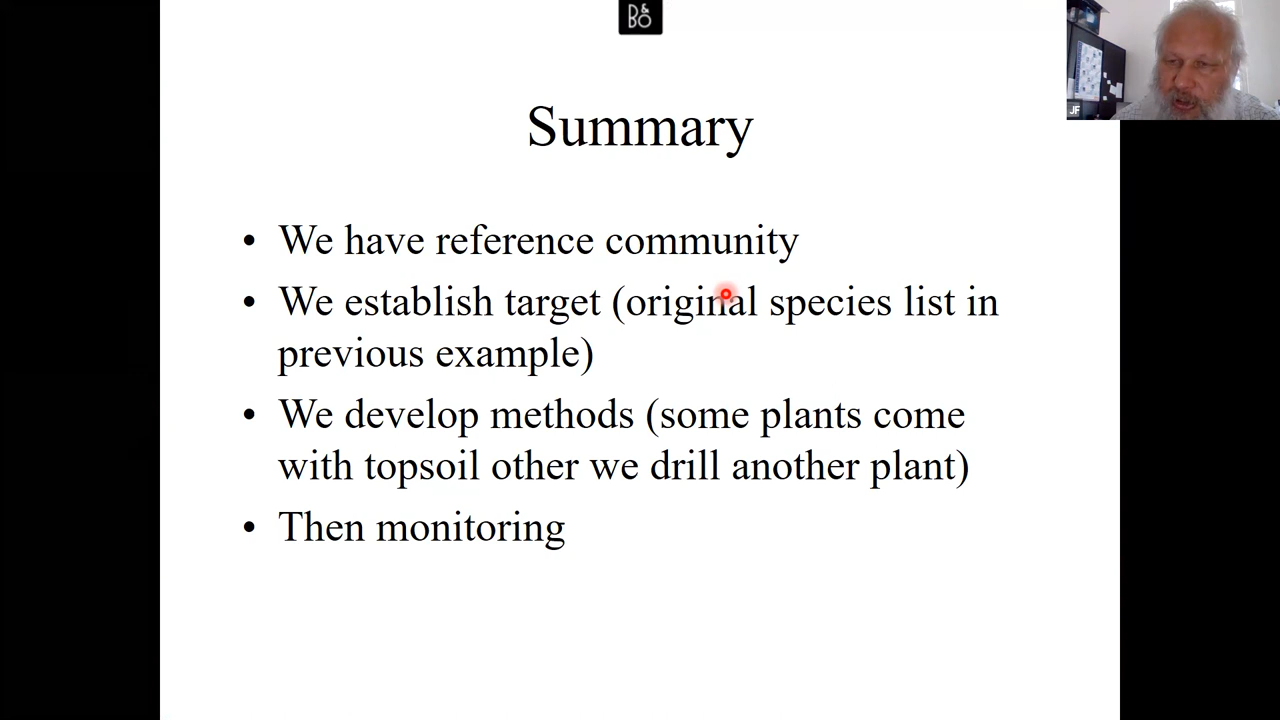 B&O
JF
Summary
• We have reference community
• We establish target (original species list in
previous example)
• We develop methods (some plants come
with topsoil other we drill another plant)
• Then monitoring